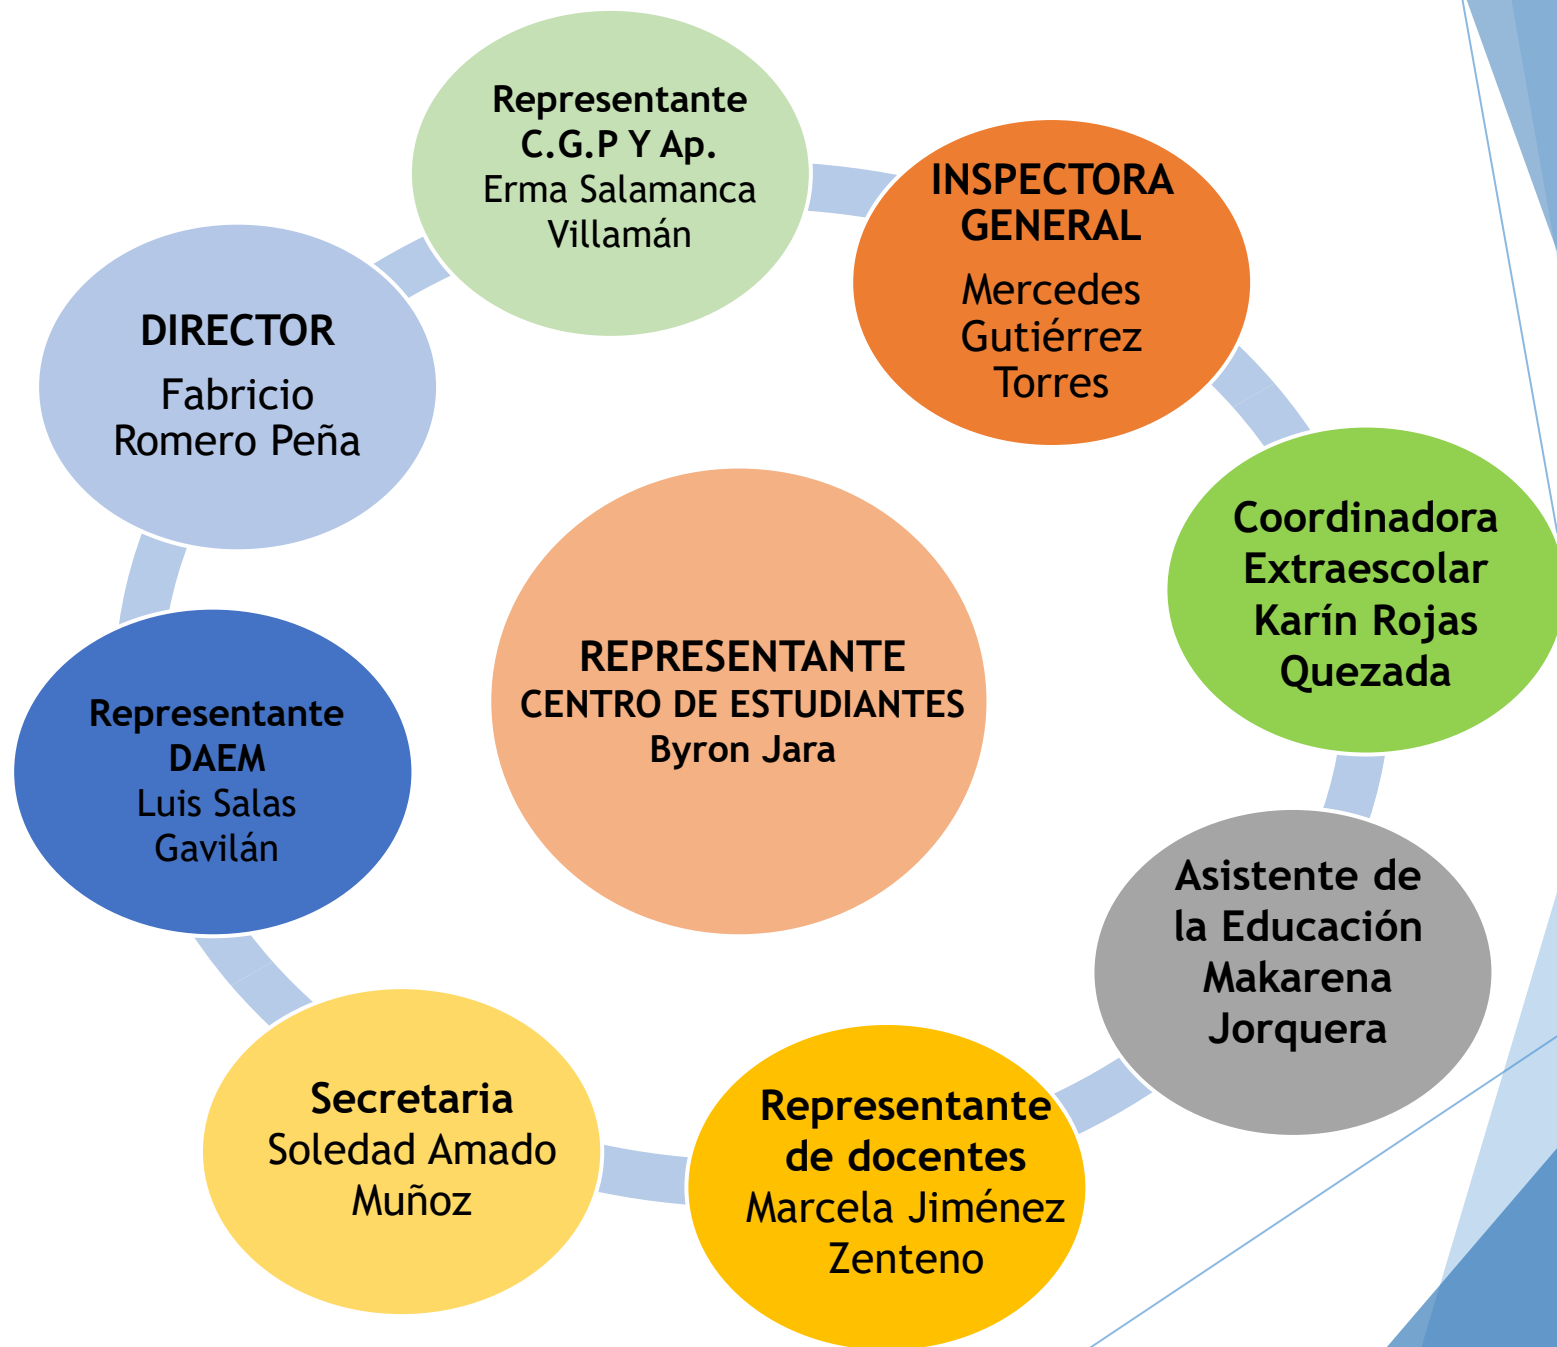 Representante
C.G.P Y Ap.
Erma Salamanca
Villamán
INSPECTORA
GENERAL
Mercedes
Gutiérrez
Torres
DIRECTOR
Fabricio
Romero Peña
Coordinadora
Extraescolar
Karín Rojas
Quezada
REPRESENTANTE
CENTRO DE ESTUDIANTES
Byron Jara
Representante
DAEM
Luis Salas
Gavilán
Asistente de
la Educación
Makarena
Jorquera
Secretaria
Soledad Amado
Muñoz
Representante
de docentes
Marcela Jiménez
Zenteno